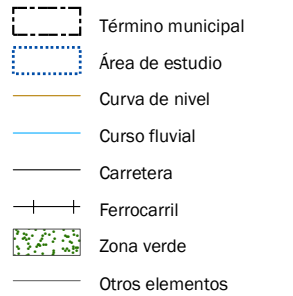 Término municipal
Área de estudio
Curva de nivel
Curso fluvial
Carretera
Ferrocarril
Zona verde
Otros elementos